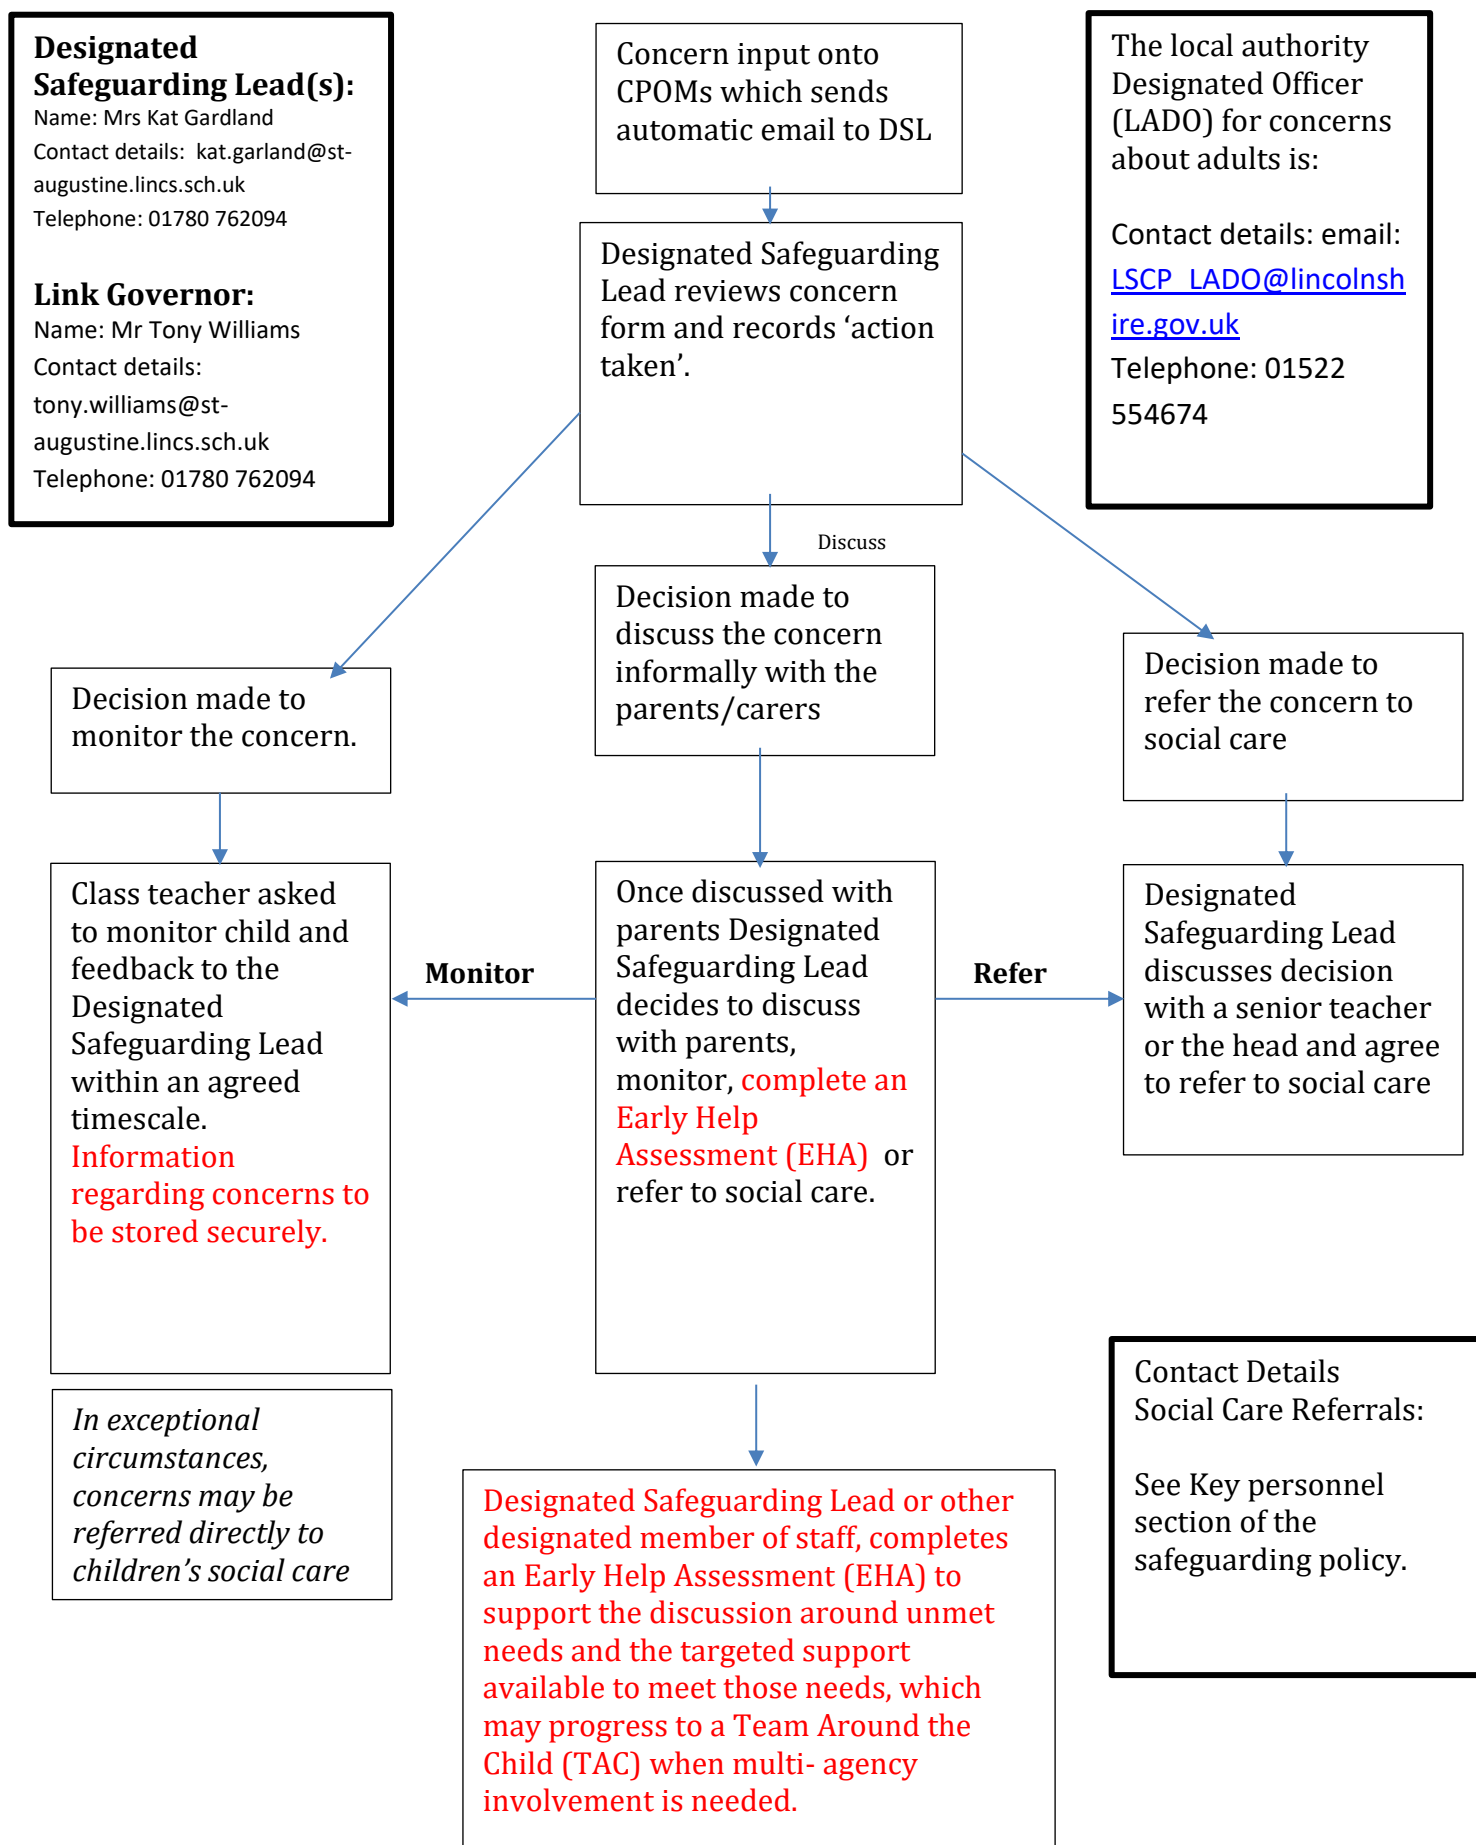 Designated
Safeguarding Lead(s):
Name: Mrs Kat Gardland
Contact details:  kat.garland@st-
augustine.lincs.sch.uk
Telephone: 01780 762094
Link Governor:
Name: Mr Tony Williams
Contact details:
tony.williams@st-
augustine.lincs.sch.uk
Telephone: 01780 762094
Concern input onto
CPOMs which sends
automatic email to DSL
The local authority
Designated Officer
(LADO) for concerns
about adults is:
Contact details: email:
LSCP_LADO@lincolnsh
ire.gov.uk
Telephone: 01522
554674
Designated Safeguarding
Lead reviews concern
form and records ‘action
taken’.
Discuss
Decision made to
monitor the concern.
Decision made to
discuss the concern
informally with the
parents/carers
Decision made to
refer the concern to
social care
Class teacher asked
to monitor child and
feedback to the
Designated
Safeguarding Lead
within an agreed
timescale.
Information
regarding concerns to
be stored securely.
Monitor
Once discussed with
parents Designated
Safeguarding Lead
decides to discuss
with parents,
monitor, complete an
Early Help
Assessment (EHA)  or
refer to social care.
Refer
Designated
Safeguarding Lead
discusses decision
with a senior teacher
or the head and agree
to refer to social care
In exceptional
circumstances,
concerns may be
referred directly to
children’s social care
Designated Safeguarding Lead or other
designated member of staff, completes
an Early Help Assessment (EHA) to
support the discussion around unmet
needs and the targeted support
available to meet those needs, which
may progress to a Team Around the
Child (TAC) when multi- agency
involvement is needed.
Contact Details
Social Care Referrals:
See Key personnel
section of the
safeguarding policy.